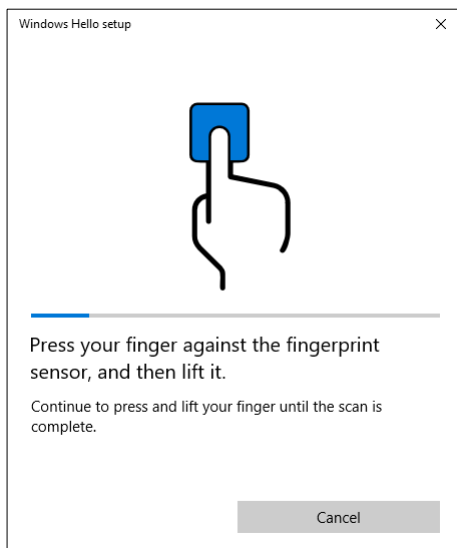 Windows Hello setup
Press your finger against the fingerprint
sensor, and then lift it.
Continue to press and lift your finger until the scan is
complete.
Cancel